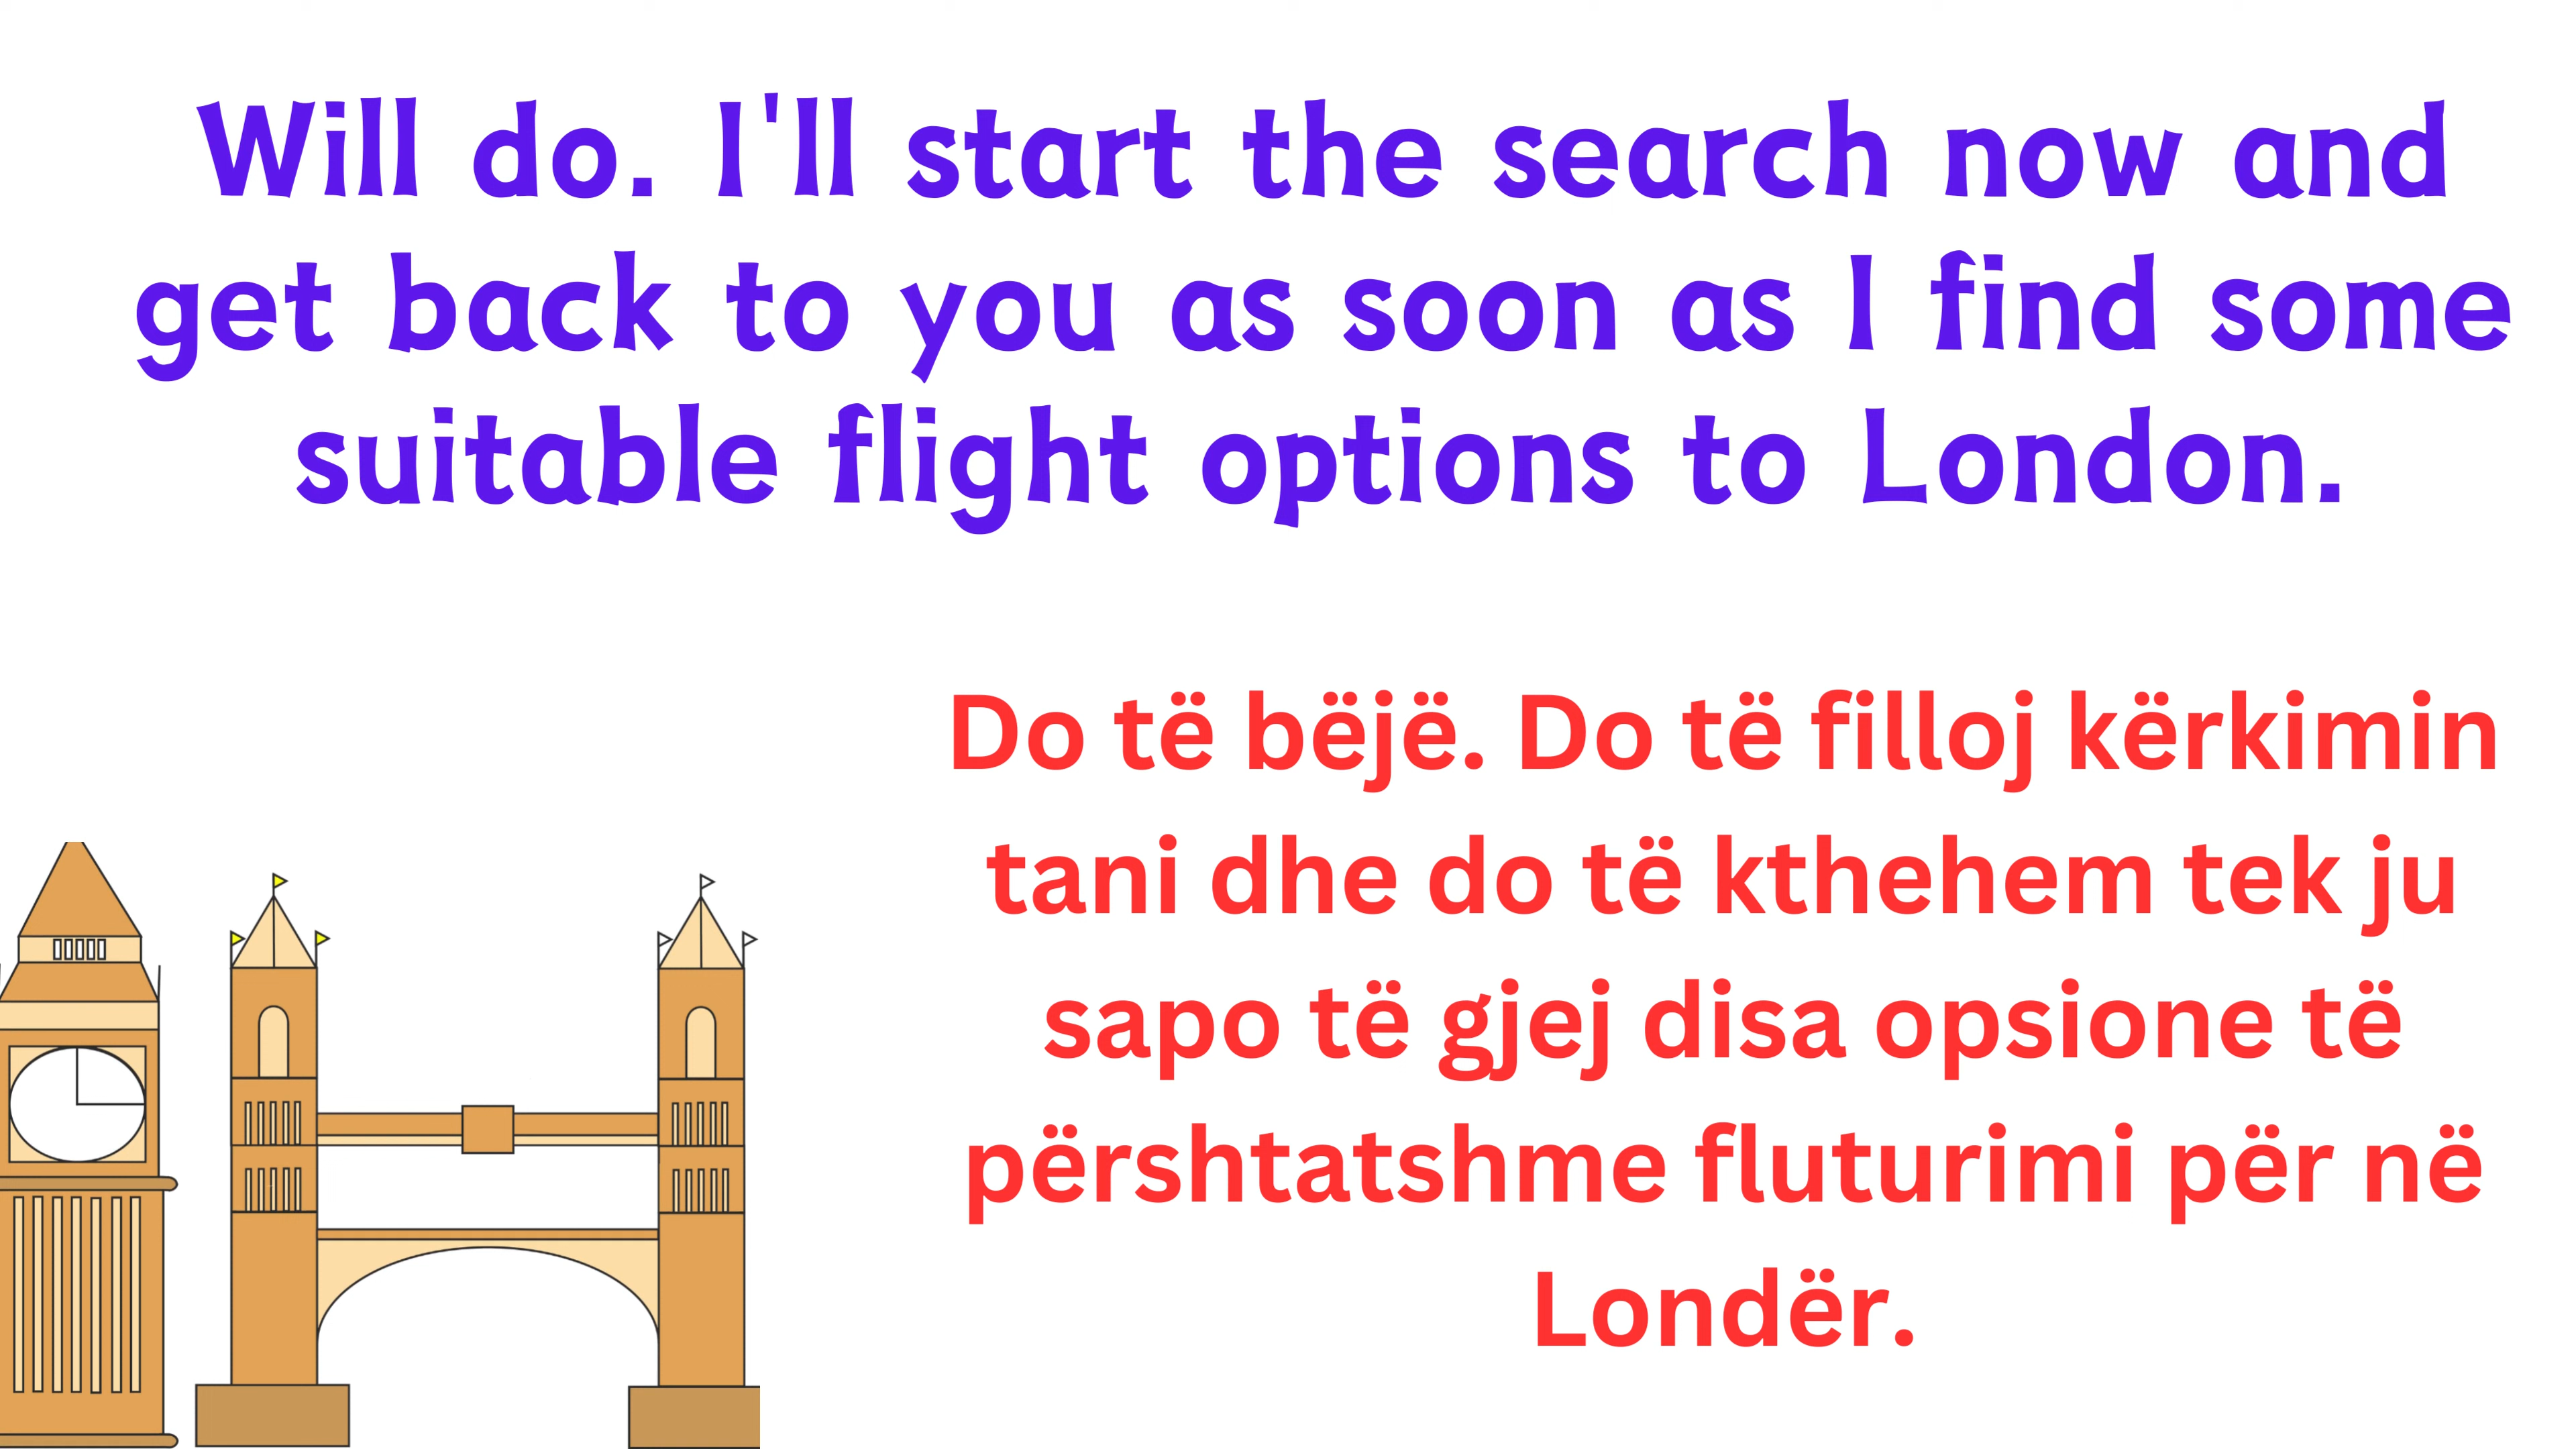 Will do. I'll start the search now and
get back to you as soon as I find some
suitable flight options to London.
Do të bëjë. Do të filloj kërkimin
tani dhe do të kthehem tek ju
sapo të gjej disa opsione të
përshtatshme fluturimi për në
Londër.